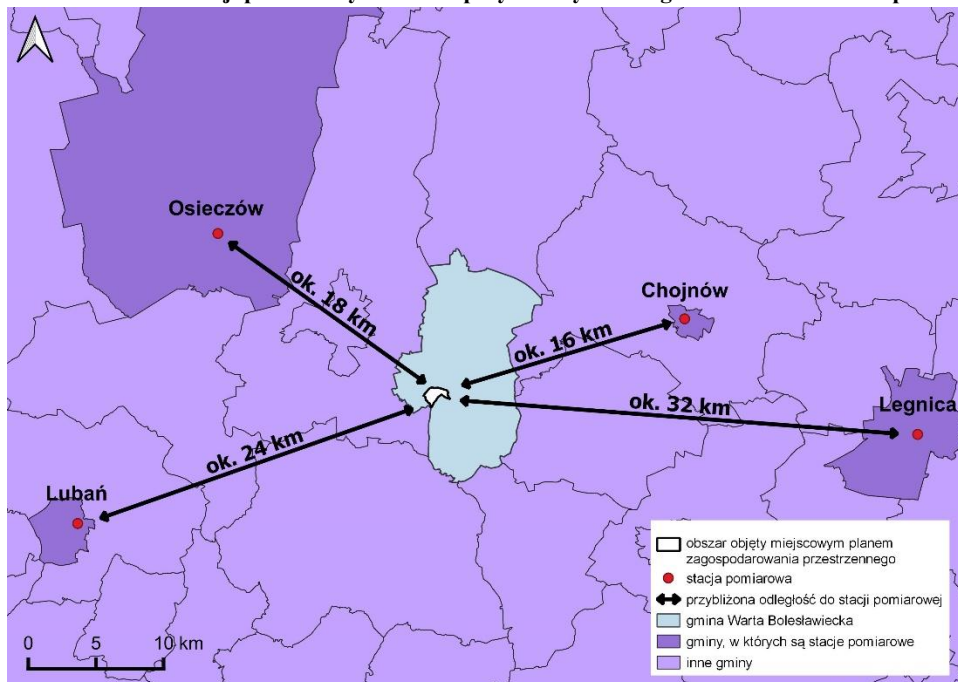 Osieczów
ok. 18 km
Chojnów
ok. 16 km
ok. 32 km
Legnica
ok. 24 km
Lubań
obszar objęty miejscowym planem
zagospodarowania przestrzennego
stacja pomiarowa
przybliżona odległość do stacji pomiarowej
gmina Warta Bolesławiecka
gminy, w których są stacje pomiarowe
inne gminy
0 5 10 km